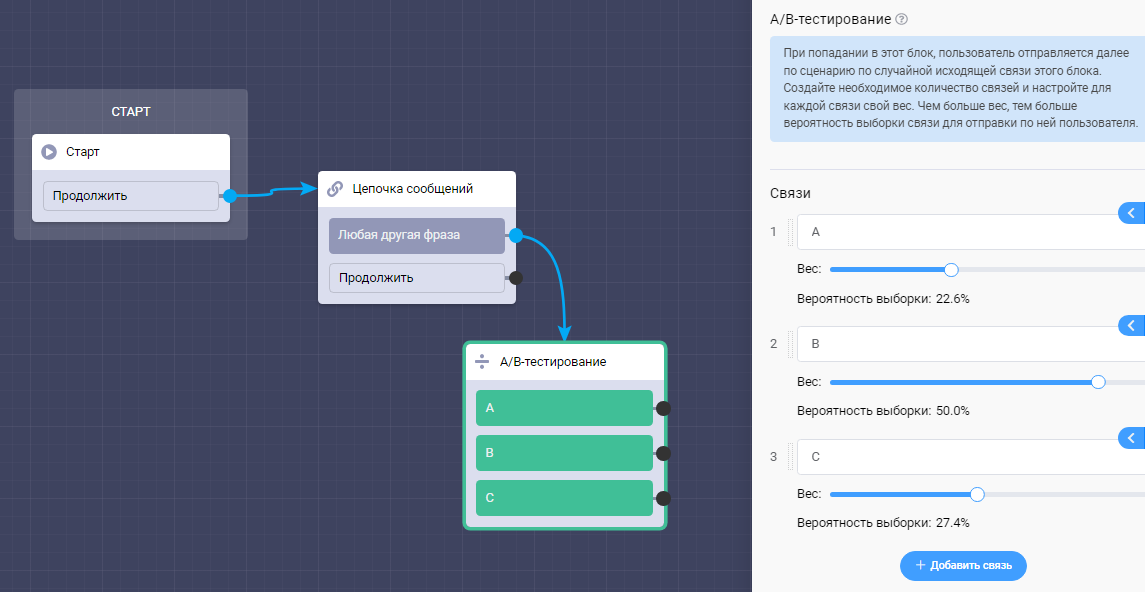 СТАРТ
Старт
Продолжить
Цепочка сообщений
Любая другая фраза
Продолжить
A/B-тестирование
A
B
C
A/B-тестирование ?
При попадании в этот блок, пользователь отправляется далее
по сценарию по случайной исходящей связи этого блока.
Создайте необходимое количество связей и настройте для
каждой связи свой вес. Чем больше вес, тем больше
вероятность выборки связи для отправки по ней пользователя.
Связи
1 A
Вес:
Вероятность выборки: 22.6%
2 B
Вес:
Вероятность выборки: 50.0%
3 C
Вес:
Вероятность выборки: 27.4%
+ Добавить связь